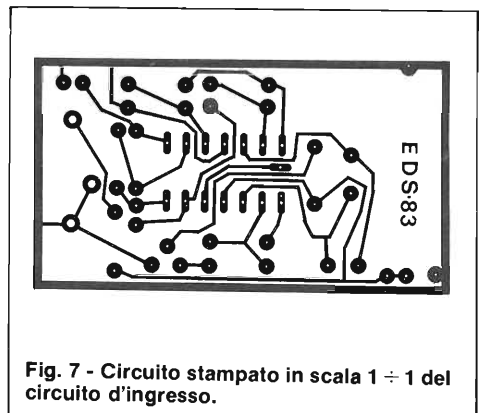 EDS·83
Fig. 7 - Circuito stampato in scala 1 ÷ 1 del
circuito d'ingresso.